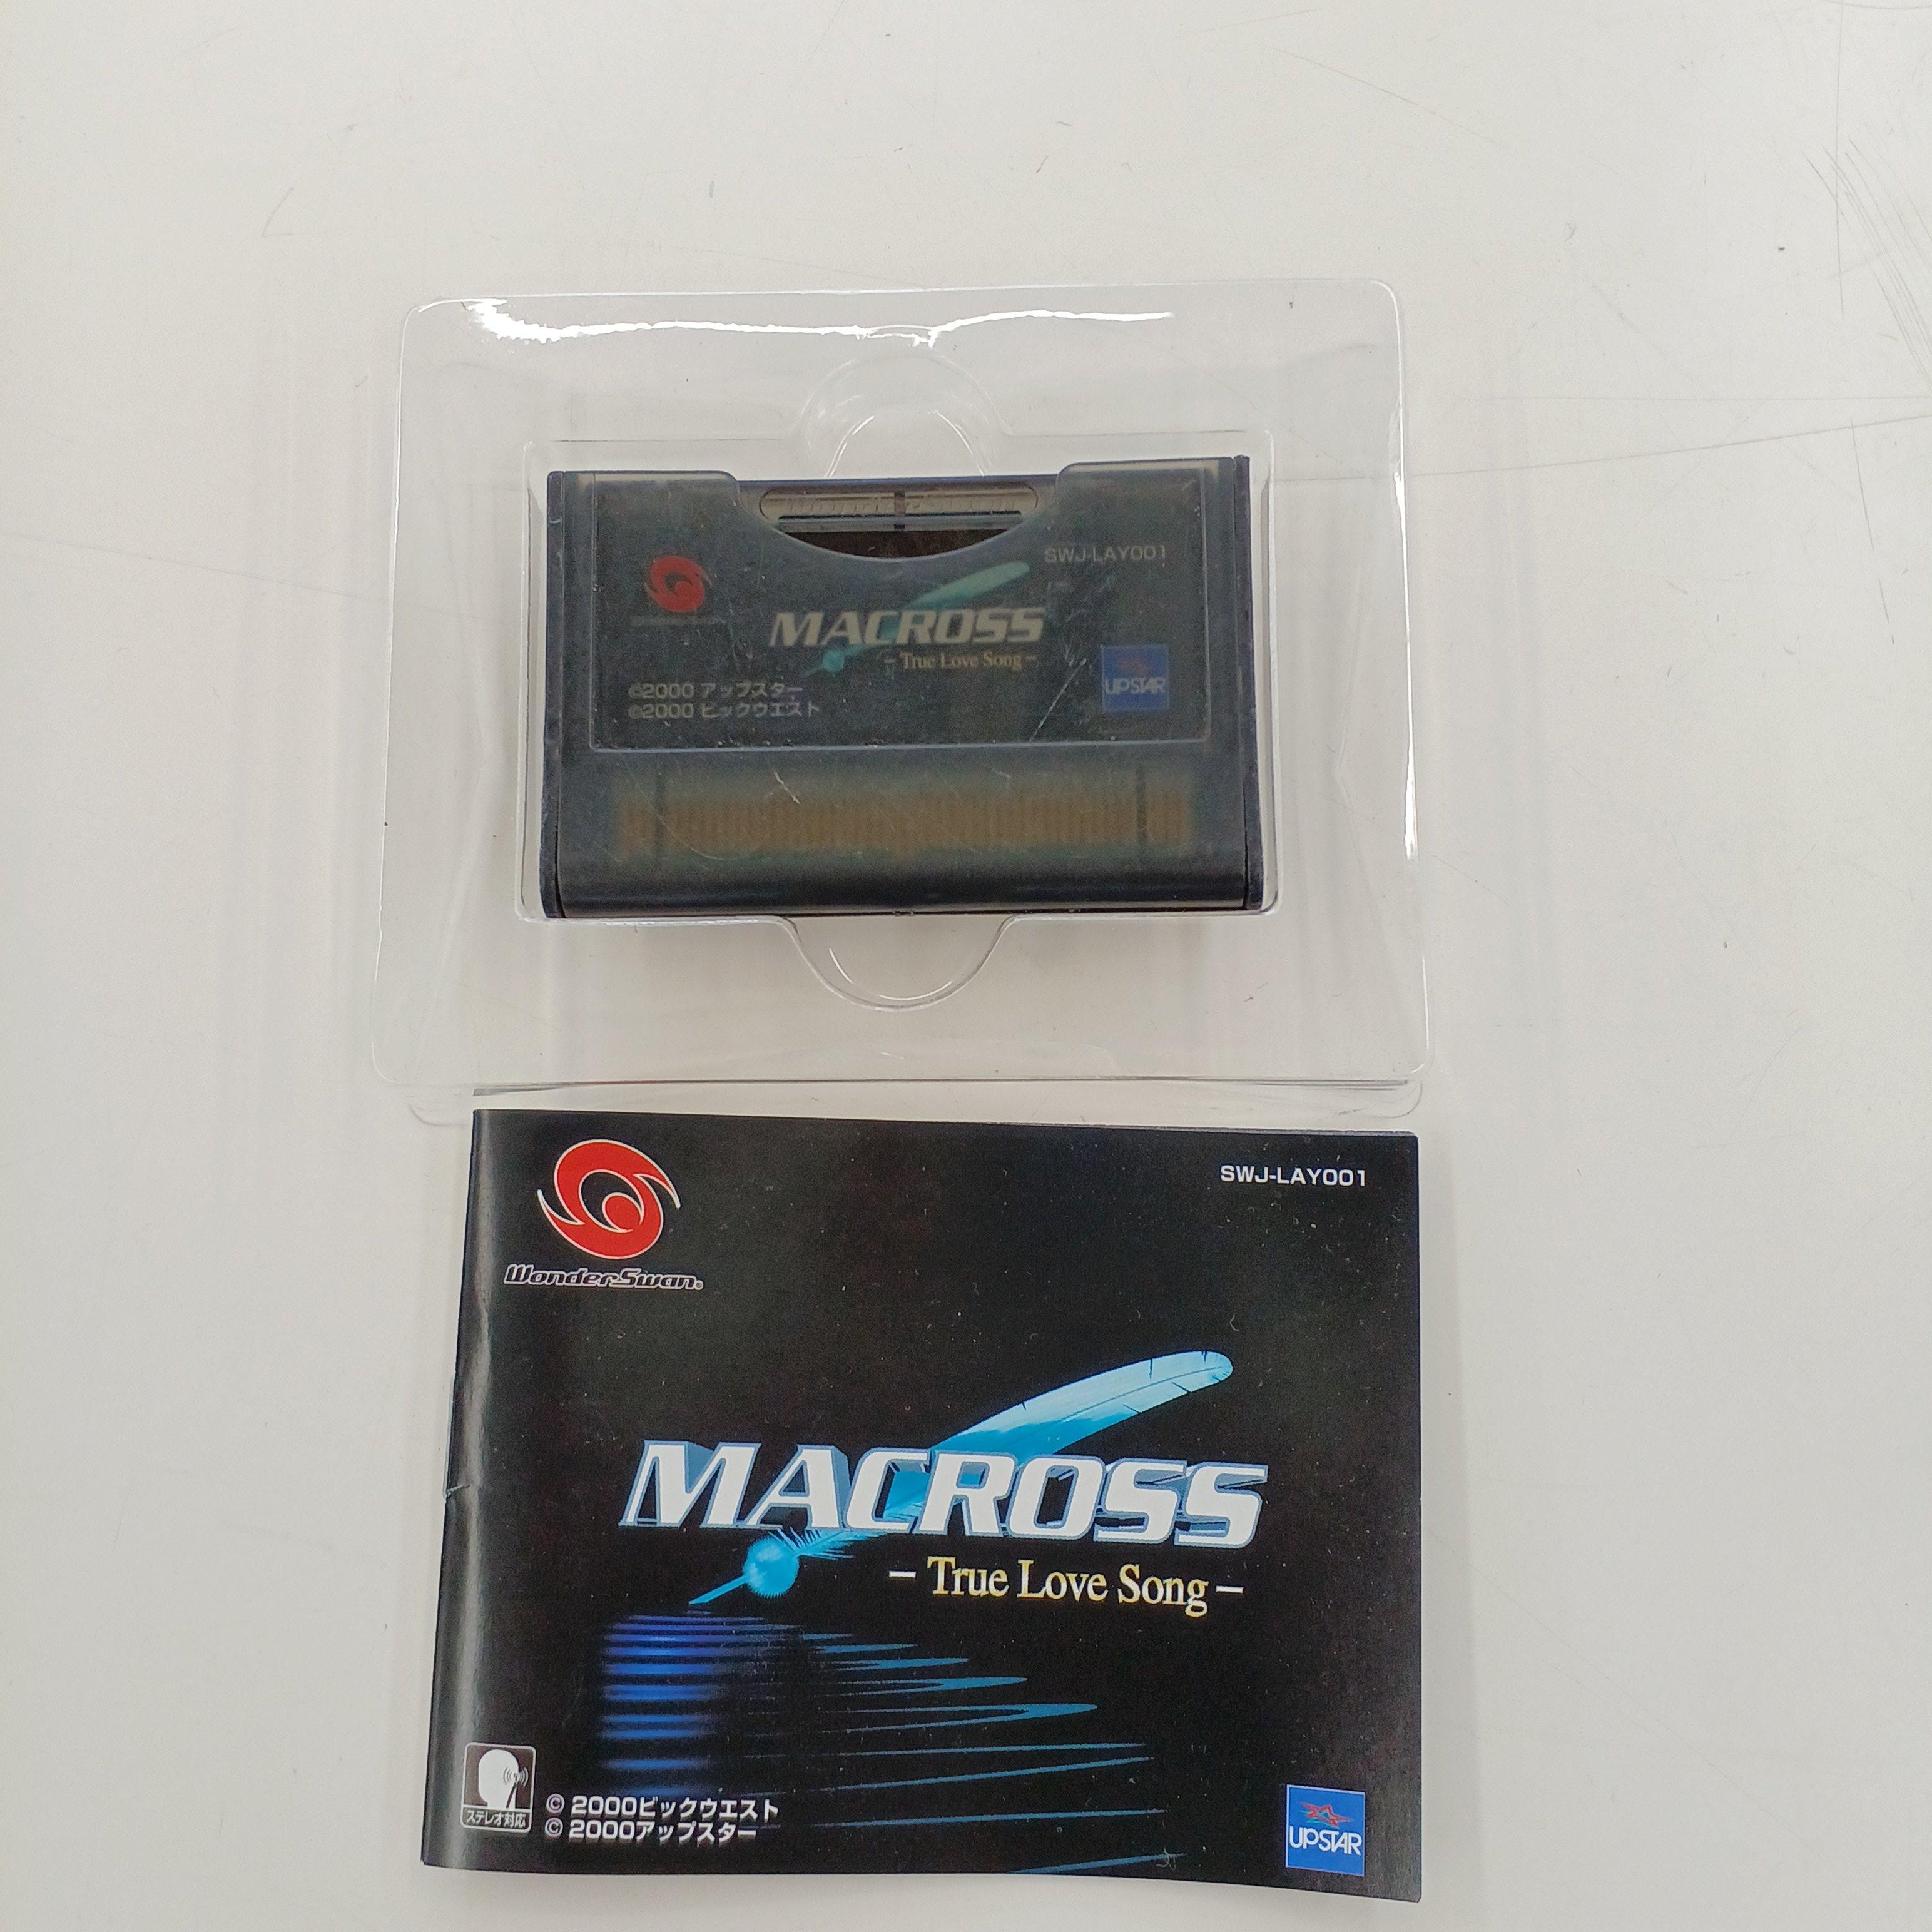 SWJ-LAY001
MACROSS
- True Love Song -
UPSTAR
©2000 アップスター
©2000 ビックウエスト
WonderSwan
SWJ-LAY001
MACROSS
- True Love Song -
ステレオ対応
© 2000ビックウエスト
© 2000アップスター
UPSTAR